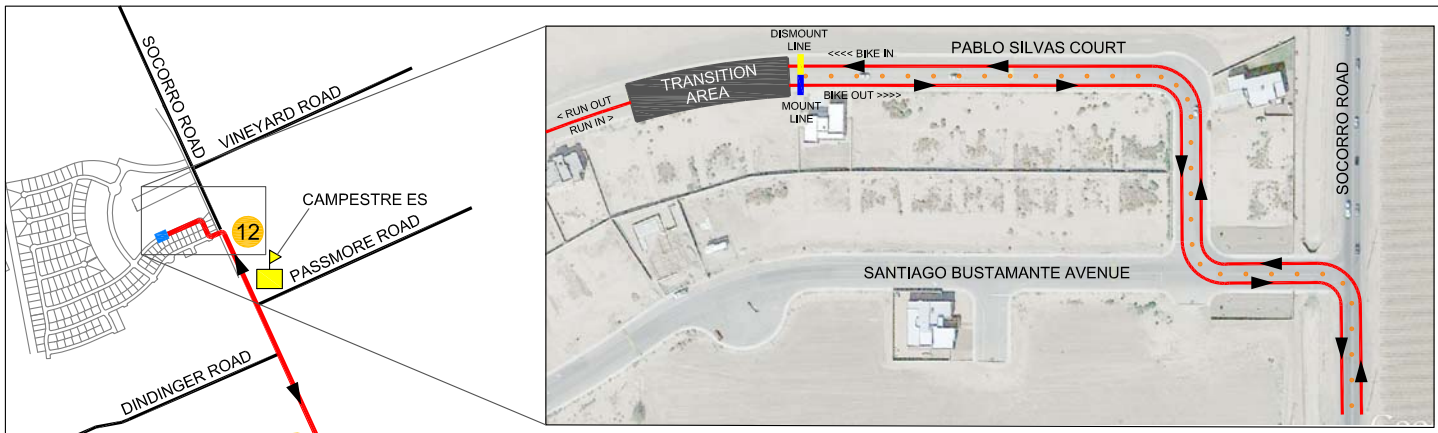 SOCORRO ROAD
VINEYARD ROAD
CAMPESTRE ES
12
PASSMORE ROAD
DINDINGER ROAD
DISMOUNT
LINE
<<<< BIKE IN
PABLO SILVAS COURT
TRANSITION
AREA
BIKE OUT >>>>
MOUNT
LINE
< RUN OUT
RUN IN >
SOCORRO ROAD
SANTIAGO BUSTAMANTE AVENUE